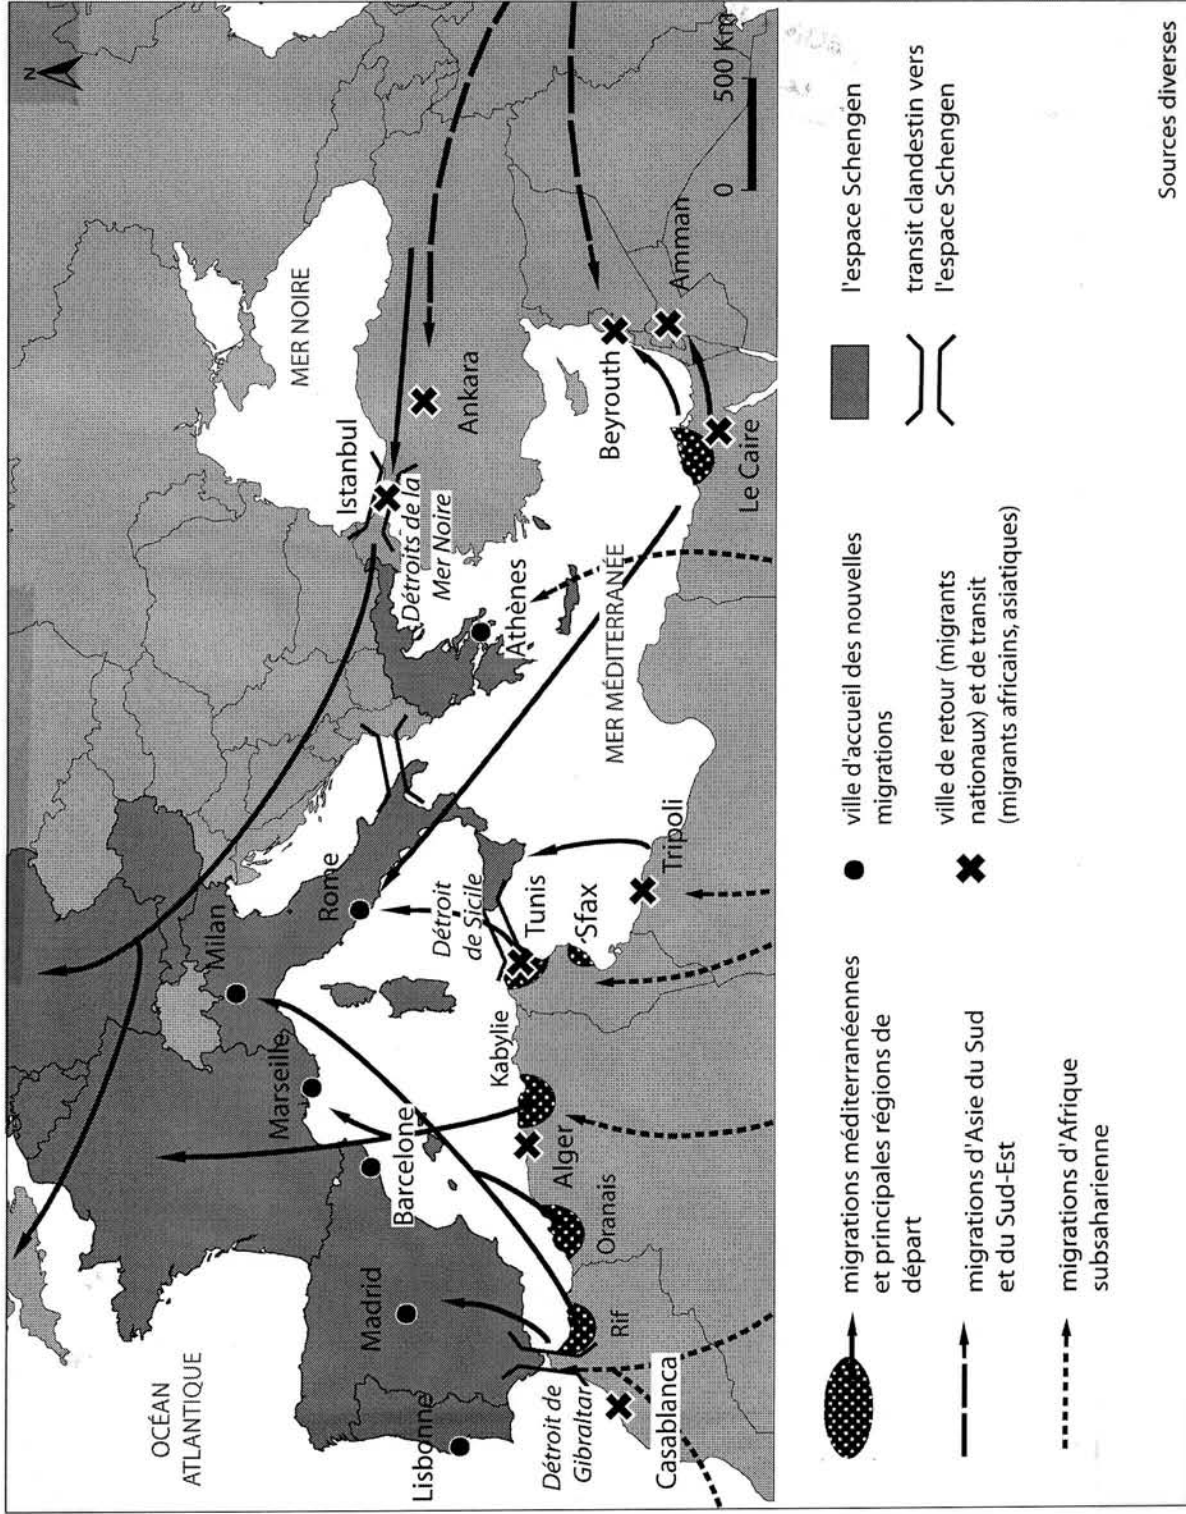 N
OCÉAN
ATLANTIQUE
MER NOIRE
Milan
Marseille
Rome
Istanbul
Détroits de la
Mer Noire
Ankara
Madrid
Barcelone
Lisbonne
Détroit
de Sicile
Athènes
Kabylie
Tunis
Sfax
MER MÉDITERRANÉE
Beyrouth
Amman
Détroit de
Gibraltar
Rif
Oranais
Alger
Casablanca
Tripoli
Le Caire
0 500 Km
migrations méditerranéennes
et principales régions de
départ
migrations d'Asie du Sud
et du Sud-Est
migrations d'Afrique
subsaharienne
ville d'accueil des nouvelles
migrations
ville de retour (migrants
nationaux) et de transit
(migrants africains, asiatiques)
l'espace Schengen
transit clandestin vers
l'espace Schengen
Sources diverses